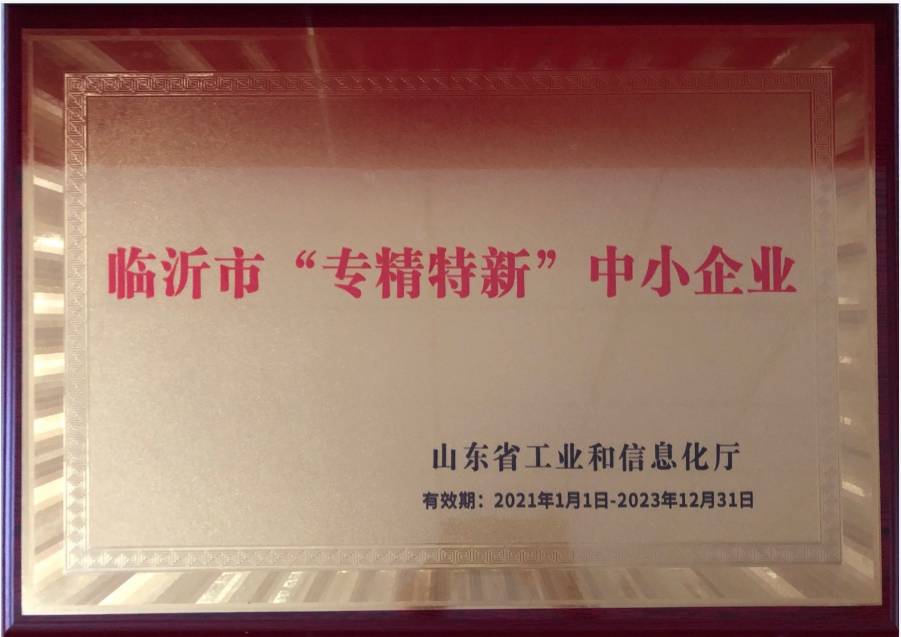 临沂市“专精特新”中小企业
山东省工业和信息化厅
有效期：2021年1月1日-2023年12月31日